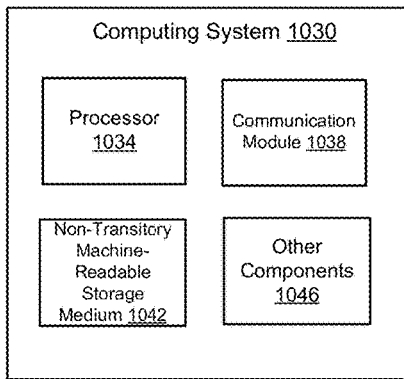 Computing System 1030
Processor
1034
Communication
Module 1038
Non-Transitory
Machine-
Readable
Storage
Medium 1042
Other
Components
1046